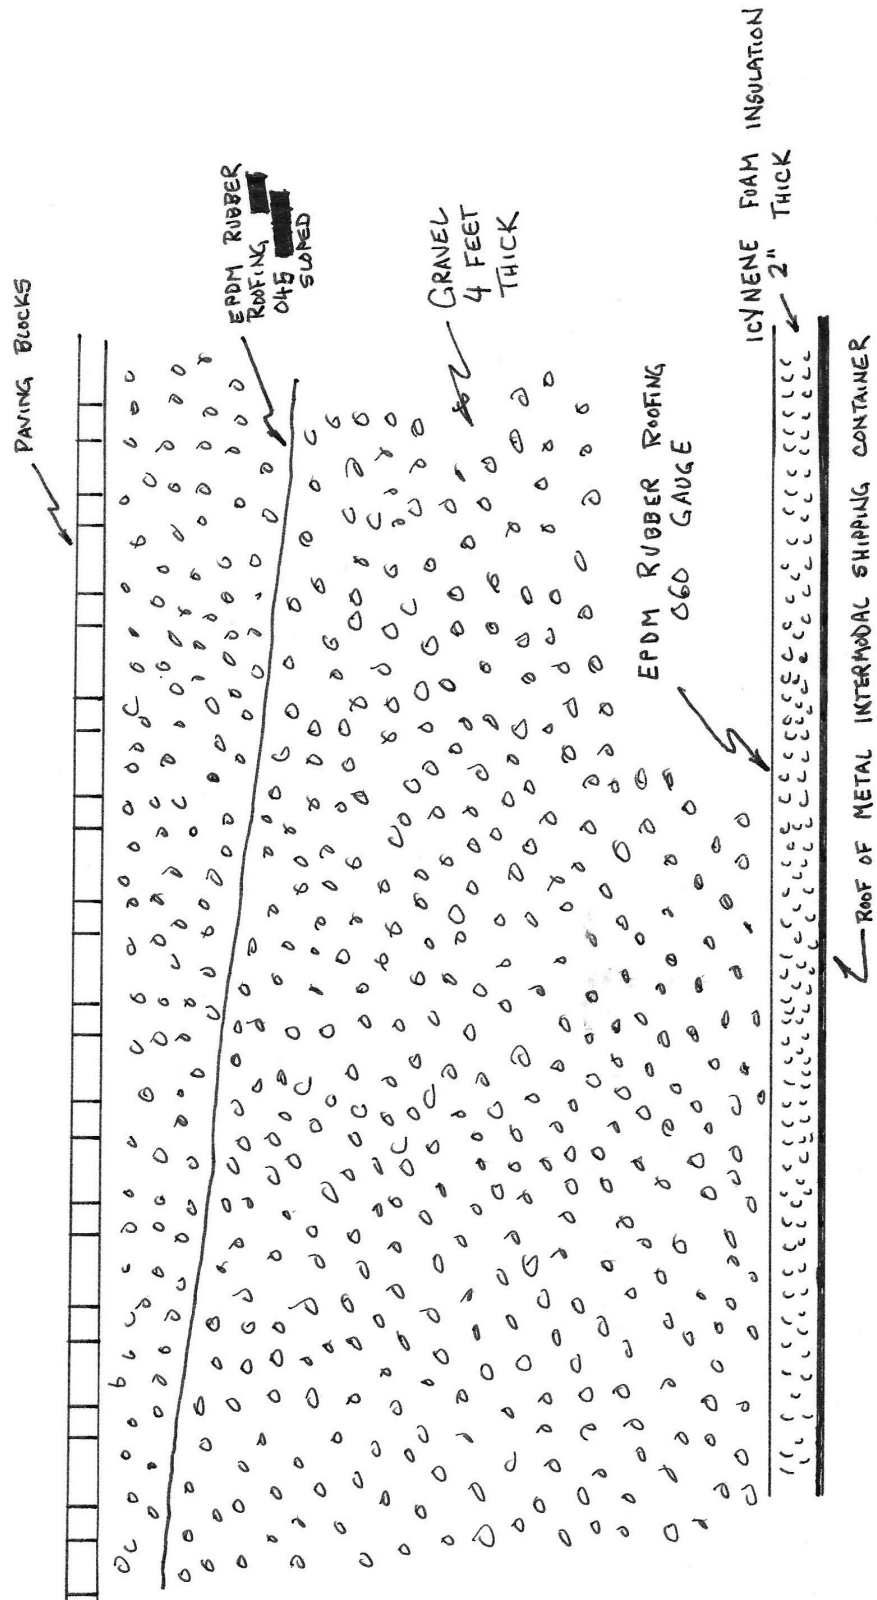 PAVING BLOCKS
EPDM RUBBER
ROOFING
045
SLOPED
GRAVEL
4 FEET
THICK
EPDM RUBBER ROOFING
060 GAUGE
ICYNENE FOAM INSULATION
2" THICK
ROOF OF METAL INTERMODAL SHIPPING CONTAINER